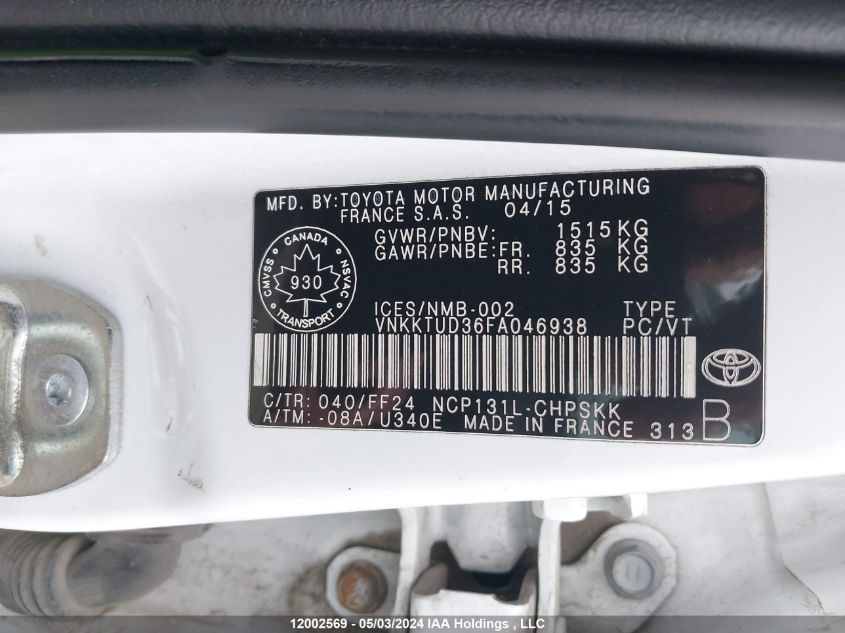 MFD. BY:TOYOTA MOTOR MANUFACTURING
FRANCE S.A.S. 04/15
GVWR/PNBV: 1515KG
GAWR/PNBE:FR. 835 KG
RR. 835 KG
CANADA
CMVSS 930 NSVAC
TRANSPORT
ICES/NMB-002 TYPE
VNKKTUD36FA046938 PC/VT
C/TR: 040/FF24 NCP131L-CHPSKK
A/TM: -08A/U340E MADE IN FRANCE 313 B
12002569 - 05/03/2024 IAA Holdings , LLC